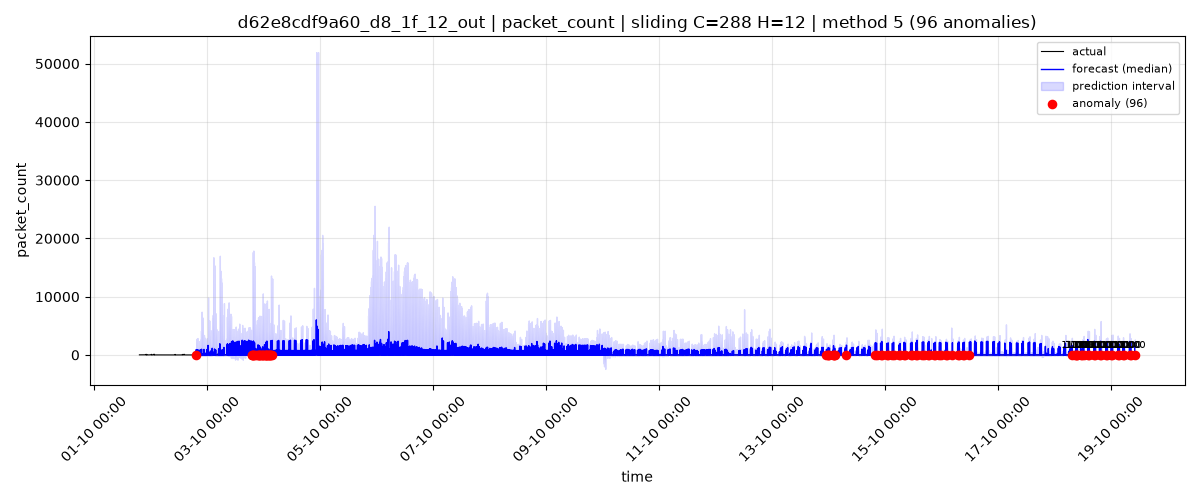 d62e8cdf9a60_d8_1f_12_out | packet_count | sliding C=288 H=12 | method 5 (96 anomalies)
actual
forecast (median)
prediction interval
anomaly (96)
packet_count
50000
40000
30000
20000
10000
0
01-10 00:00
03-10 00:00
05-10 00:00
07-10 00:00
09-10 00:00
11-10 00:00
13-10 00:00
15-10 00:00
17-10 00:00
19-10 00:00
time